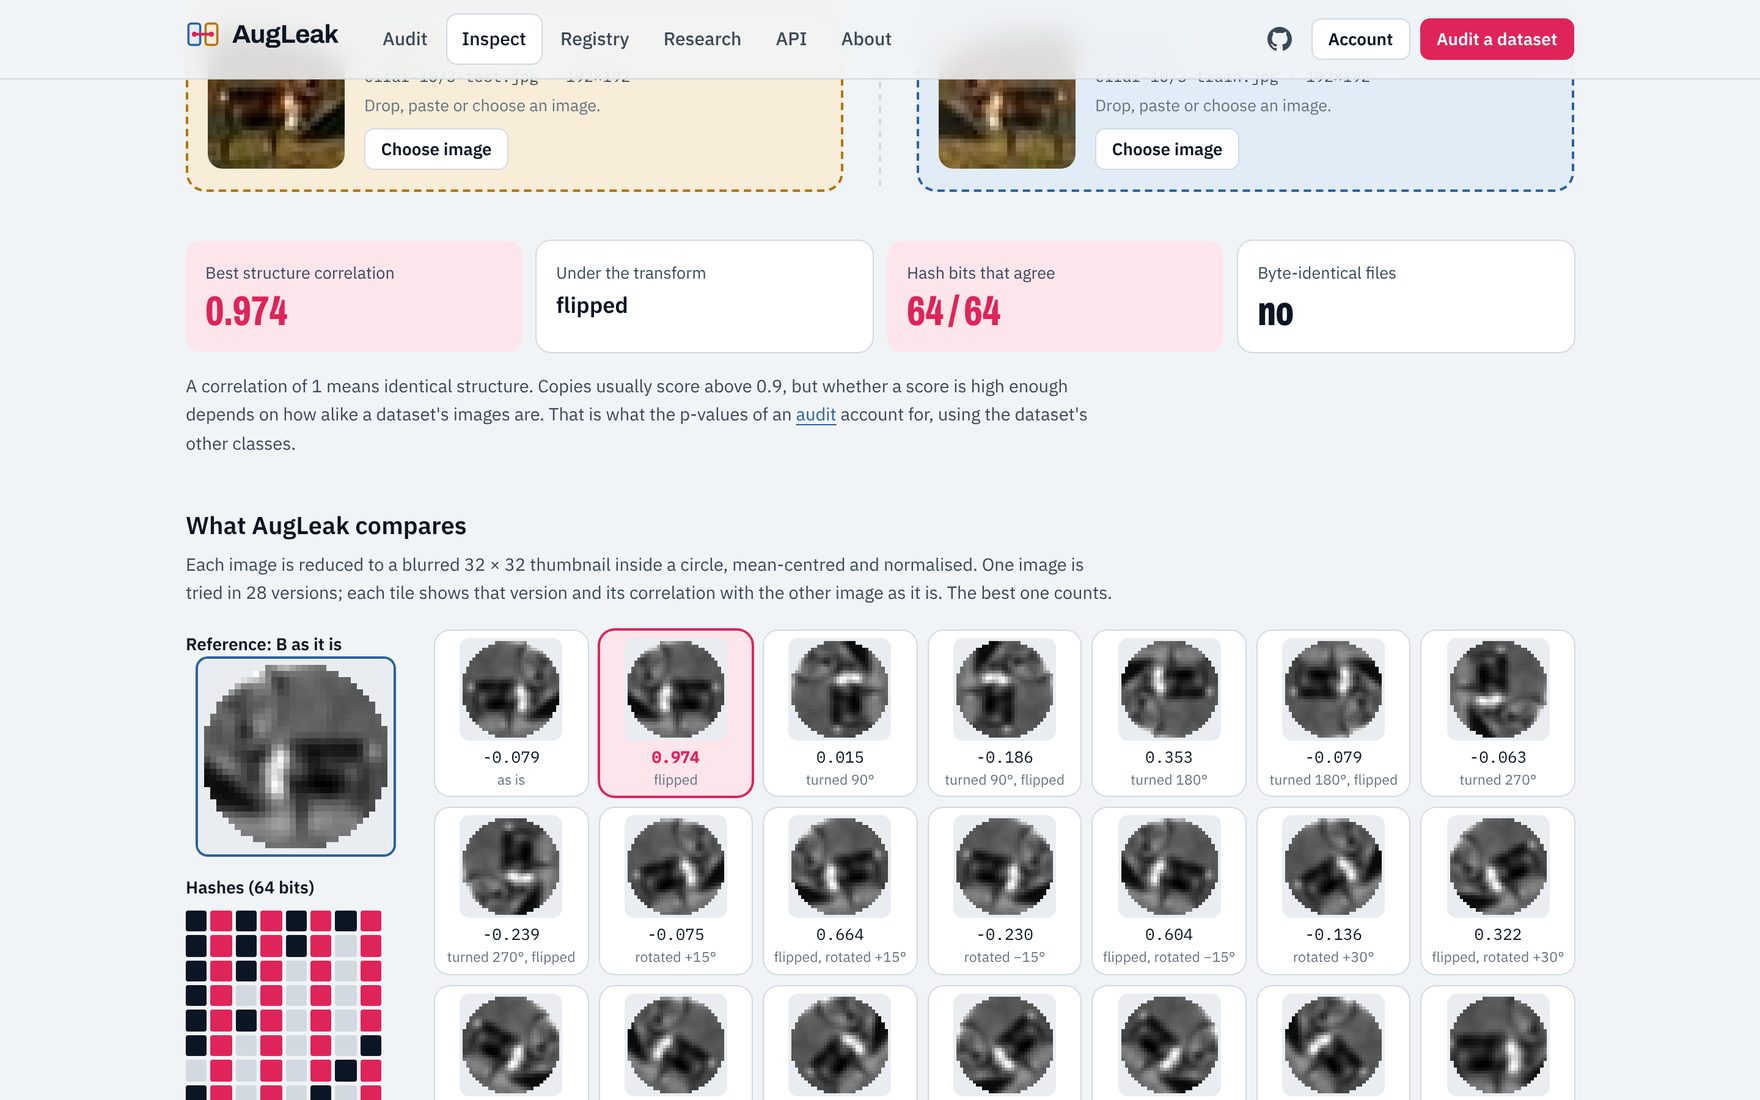 AugLeak
Audit
Inspect
Registry
Research
API
About
Account
Audit a dataset
Drop, paste or choose an image.
Choose image
Drop, paste or choose an image.
Choose image
Best structure correlation
0.974
Under the transform
flipped
Hash bits that agree
64/64
Byte-identical files
no
A correlation of 1 means identical structure. Copies usually score above 0.9, but whether a score is high enough
depends on how alike a dataset's images are. That is what the p-values of an audit account for, using the dataset's
other classes.
What AugLeak compares
Each image is reduced to a blurred 32 × 32 thumbnail inside a circle, mean-centred and normalised. One image is
tried in 28 versions; each tile shows that version and its correlation with the other image as it is. The best one counts.
Reference: B as it is
Hashes (64 bits)
-0.079
as is
0.974
flipped
0.015
turned 90°
-0.186
turned 90°, flipped
0.353
turned 180°
-0.079
turned 180°, flipped
-0.063
turned 270°
-0.239
turned 270°, flipped
-0.075
rotated +15°
0.664
flipped, rotated +15°
-0.230
rotated −15°
0.604
flipped, rotated −15°
-0.136
rotated +30°
0.322
flipped, rotated +30°